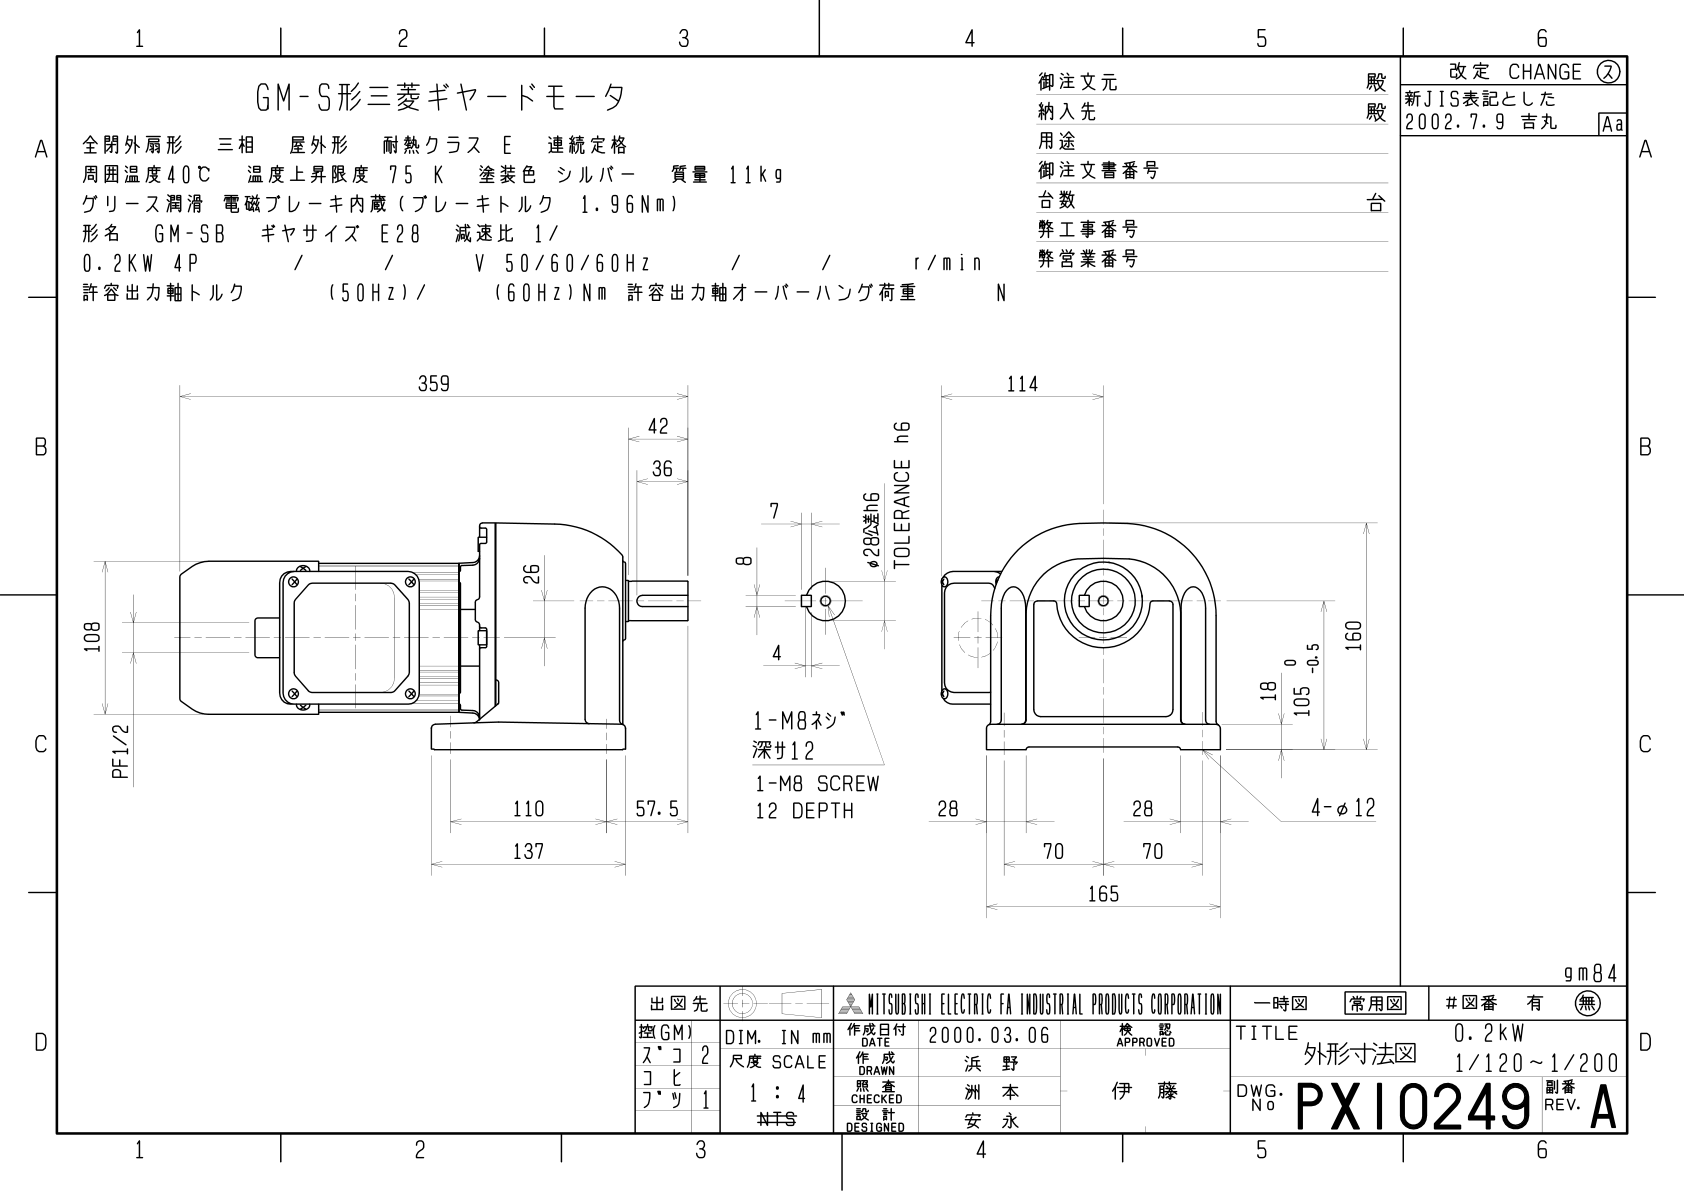 1 2 3 4 5 6
A
B
C
D
A
B
C
D
GM-S形三菱ギヤードモータ
全閉外扇形 三相 屋外形 耐熱クラス E 連続定格
周囲温度40℃ 温度上昇限度 75 K 塗装色 シルバー 質量 11kg
グリース潤滑 電磁ブレーキ内蔵(ブレーキトルク 1.96Nm)
形名 GM-SB ギヤサイズ E28 減速比 1/
0.2KW 4P / / V 50/60/60Hz / / r/min
許容出力軸トルク (50Hz)/ (60Hz)Nm 許容出力軸オーバーハング荷重 N
御注文元 殿
納入先 殿
用途
御注文書番号
台数 台
弊工事番号
弊営業番号
改定 CHANGE ス
新JIS表記とした
2002.7.9 吉丸 Aa
359
42
36
26
108
PF1/2
110
57.5
137
7
8
4
φ28公差h6
TOLERANCE h6
1-M8ネジ
深サ12
1-M8 SCREW
12 DEPTH
114
160
18
105 0 -0.5
28
28
4-φ12
70
70
165
gm84
出図先
控(GM)
ズコ 2
コヒ
ブツ 1
DIM. IN mm
尺度 SCALE
1:4
NTS
MITSUBISHI ELECTRIC FA INDUSTRIAL PRODUCTS CORPORATION
作成日付 DATE 2000.03.06
作成 DRAWN 浜野
照査 CHECKED 洲本
設計 DESIGNED 安永
検認 APPROVED
伊藤
一時図 常用図 #図番 有 無
TITLE 外形寸法図
0.2kW
1/120~1/200
DWG. No PX10249
副番 REV. A
1 2 3 4 5 6